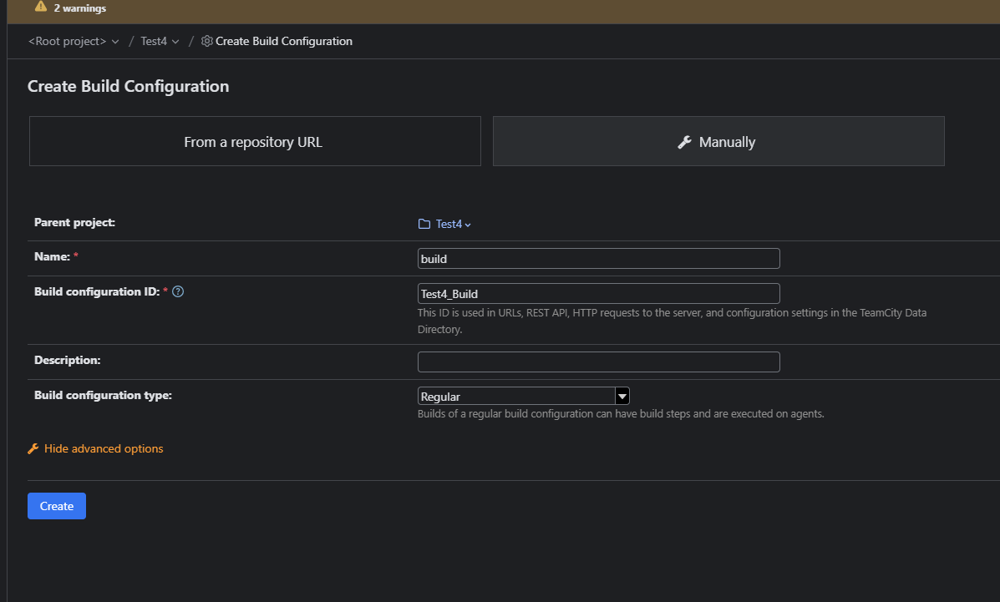 2 warnings
<Root project> / Test4 / Create Build Configuration
Create Build Configuration
From a repository URL
Manually
Parent project:
Test4
Name: *
build
Build configuration ID: * ?
Test4_Build
This ID is used in URLs, REST API, HTTP requests to the server, and configuration settings in the TeamCity Data
Directory.
Description:
Build configuration type:
Regular
Builds of a regular build configuration can have build steps and are executed on agents.
Hide advanced options
Create